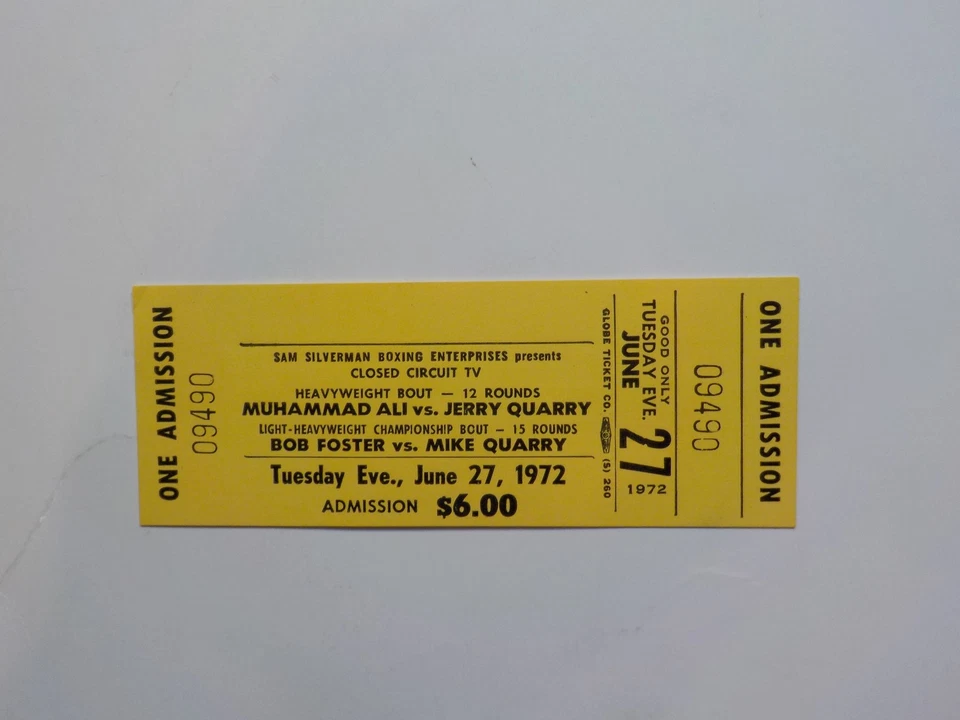 ONE ADMISSION
09490
SAM SILVERMAN BOXING ENTERPRISES presents
CLOSED CIRCUIT TV
HEAVYWEIGHT BOUT — 12 ROUNDS
MUHAMMAD ALI vs. JERRY QUARRY
LIGHT-HEAVYWEIGHT CHAMPIONSHIP BOUT — 15 ROUNDS
BOB FOSTER vs. MIKE QUARRY
Tuesday Eve., June 27, 1972
ADMISSION $6.00
GLOBE TICKET CO. (S) 260
GOOD ONLY
TUESDAY EVE.
JUNE
27
1972
09490
ONE ADMISSION